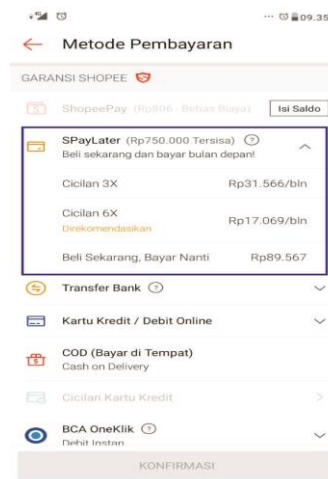 09.35
Metode Pembayaran
GARANSI SHOPEE
ShopeePay (Rp806 - Bebas Biaya) Isi Saldo
SPayLater (Rp750.000 Tersisa) ?
Beli sekarang dan bayar bulan depan!
Cicilan 3X Rp31.566/bln
Cicilan 6X Rp17.069/bln
Direkomendasikan
Beli Sekarang, Bayar Nanti Rp89.567
Transfer Bank ?
Kartu Kredit / Debit Online
COD (Bayar di Tempat)
Cash on Delivery
Cicilan Kartu Kredit
BCA OneKlik ?
Debit Instan
KONFIRMASI